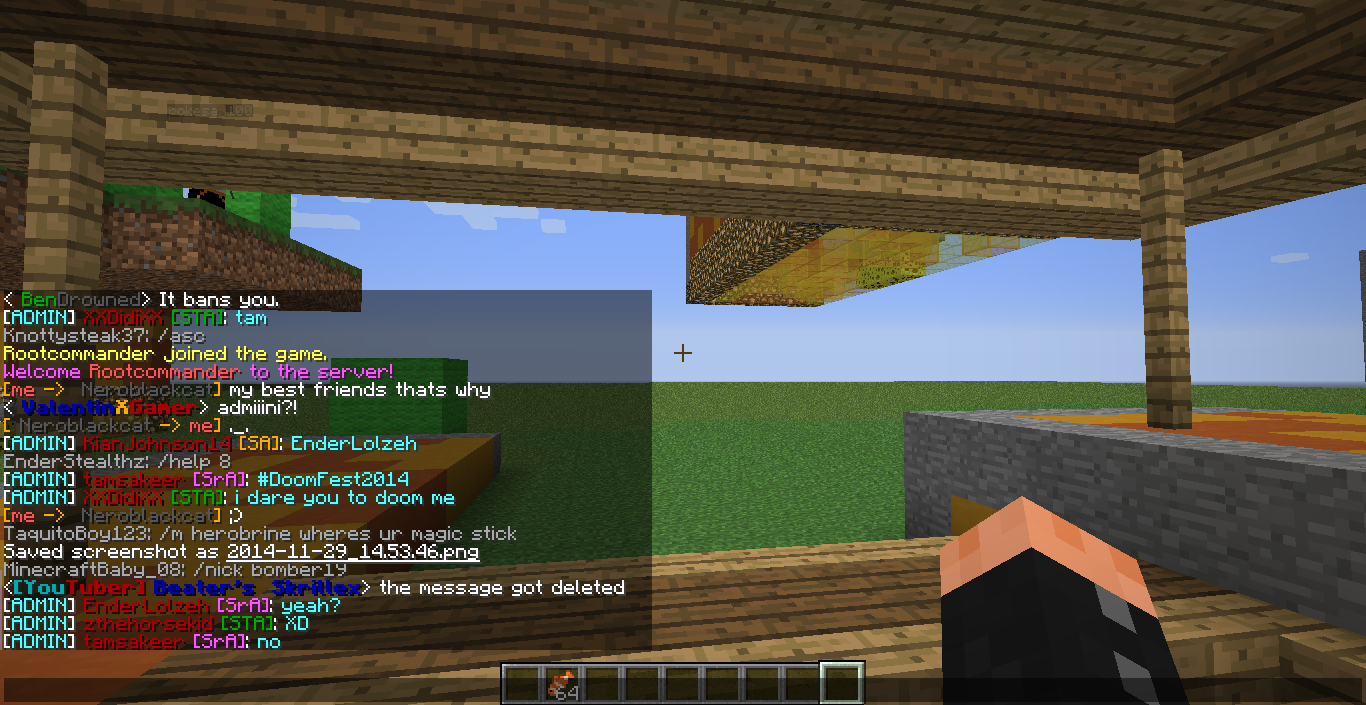 < BenDrowned> It bans you.
[ADMIN] XXDidiXX [STA]: tam
Knottysteak37: /asc
Rootcommander joined the game.
Welcome Rootcommander to the server!
[me -> Neroblackcat] my best friends thats why
< ValentinXGamer> admiiini?!
[ Neroblackcat -> me] ._.
[ADMIN] KianJohnson14 [SA]: EnderLolzeh
EnderStealthz: /help 8
[ADMIN] tamsakeer [SrA]: #DoomFest2014
[ADMIN] XXDidiXX [STA]: i dare you to doom me
[me -> Neroblackcat] ;)
TaquitoBoy123: /m herobrine wheres ur magic stick
Saved screenshot as 2014-11-29_14.53.46.png
MinecraftBaby_08: /nick bomber19
<[YouTuber] Beater's Skrillex> the message got deleted
[ADMIN] EnderLolzeh [SrA]: yeah?
[ADMIN] zthehorsekid [STA]: XD
[ADMIN] tamsakeer [SrA]: no
64